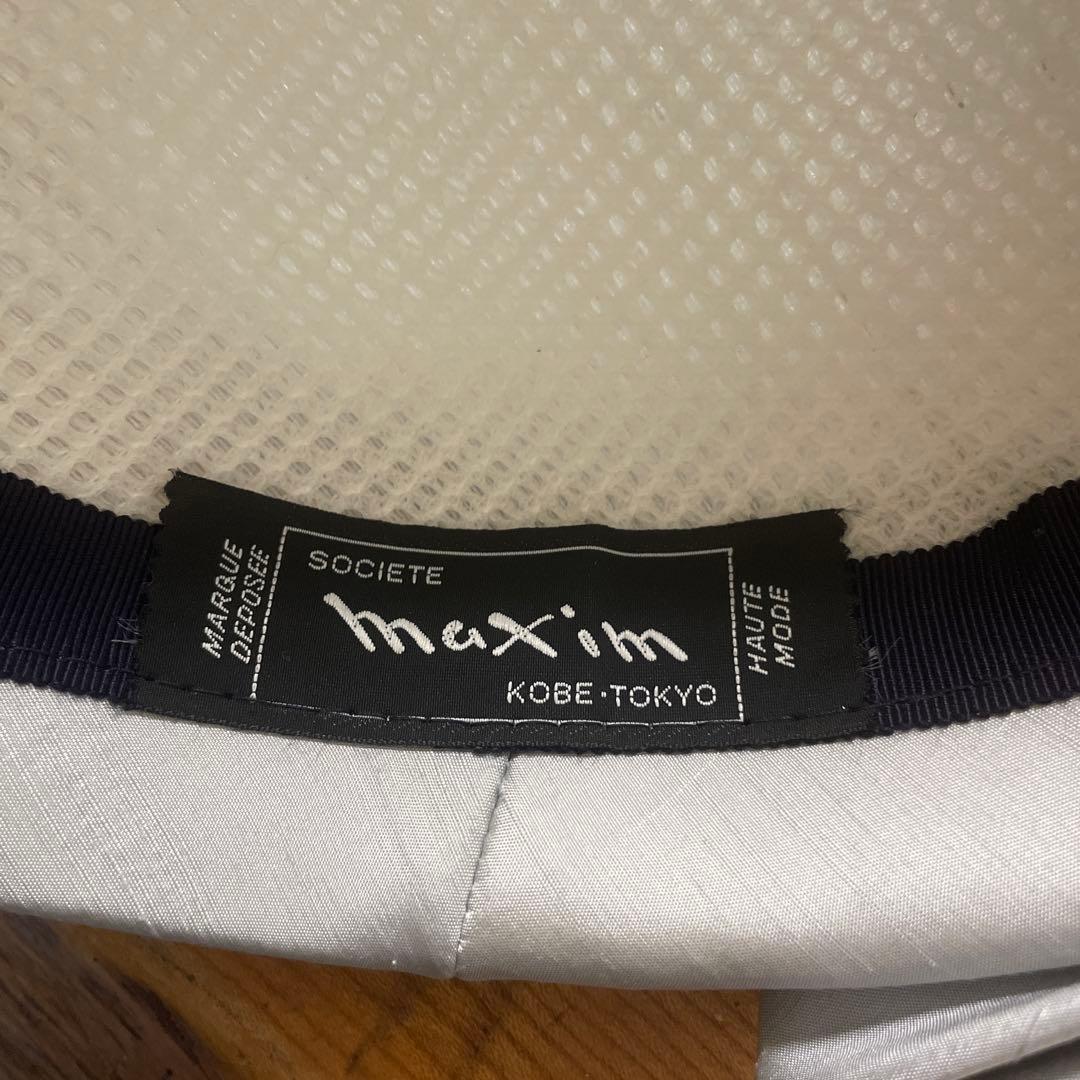 MARQUE
DEPOSEE
SOCIETE
maxim
KOBE·TOKYO
HAUTE
MODE